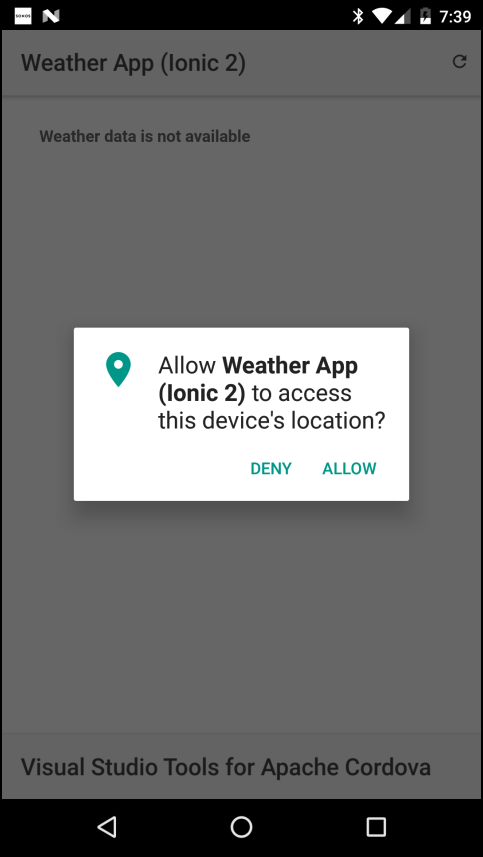 SONOS
7:39
Weather App (Ionic 2)
Weather data is not available
Allow Weather App
(Ionic 2) to access
this device's location?
DENY
ALLOW
Visual Studio Tools for Apache Cordova